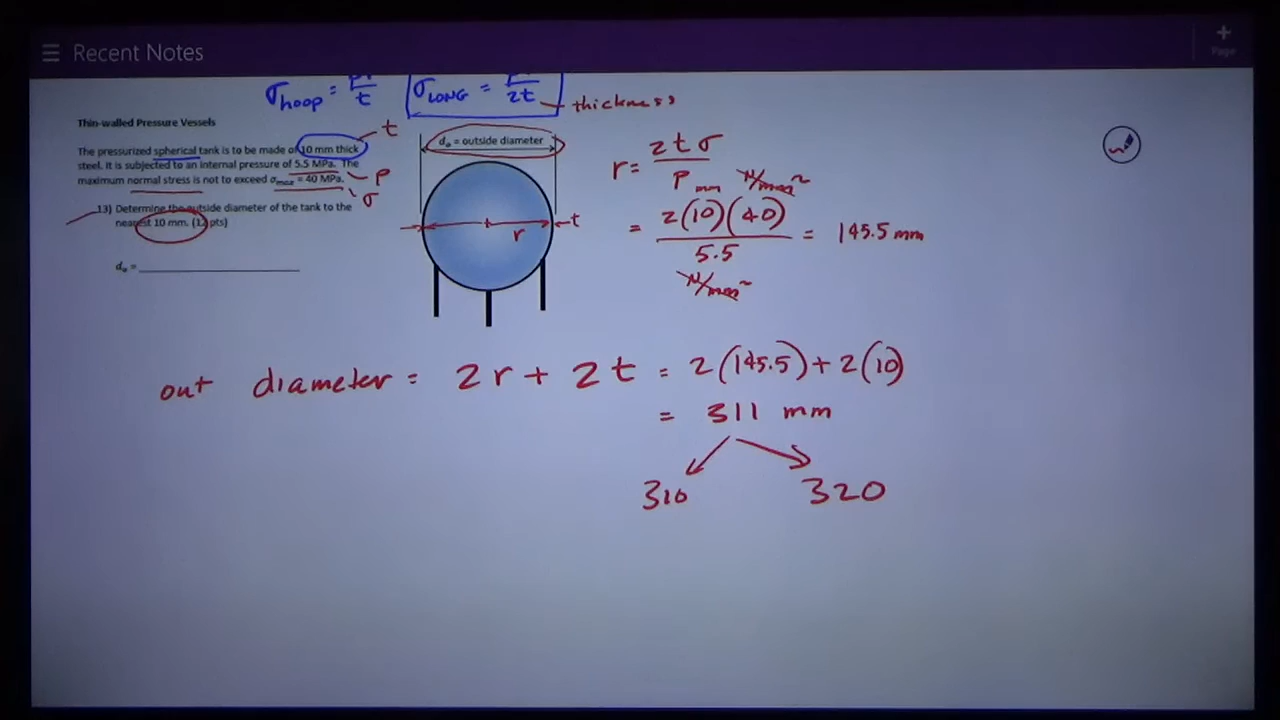 Recent Notes
Page
σHOOP = pr/t
σLONG = pr/2t
thickness
Thin-walled Pressure Vessels
The pressurized spherical tank is to be made of 10 mm thick
steel. It is subjected to an internal pressure of 5.5 MPa. The
maximum normal stress is not to exceed σmax = 40 MPa.
t
p
σ
13) Determine the outside diameter of the tank to the
nearest 10 mm. (12 pts)
do =
do = outside diameter
r
t
r = 2tσ/p
mm N/mm²
= 2(10)(40)/5.5 = 145.5 mm
N/mm²
out diameter = 2r + 2t = 2(145.5) + 2(10)
= 311 mm
310 320